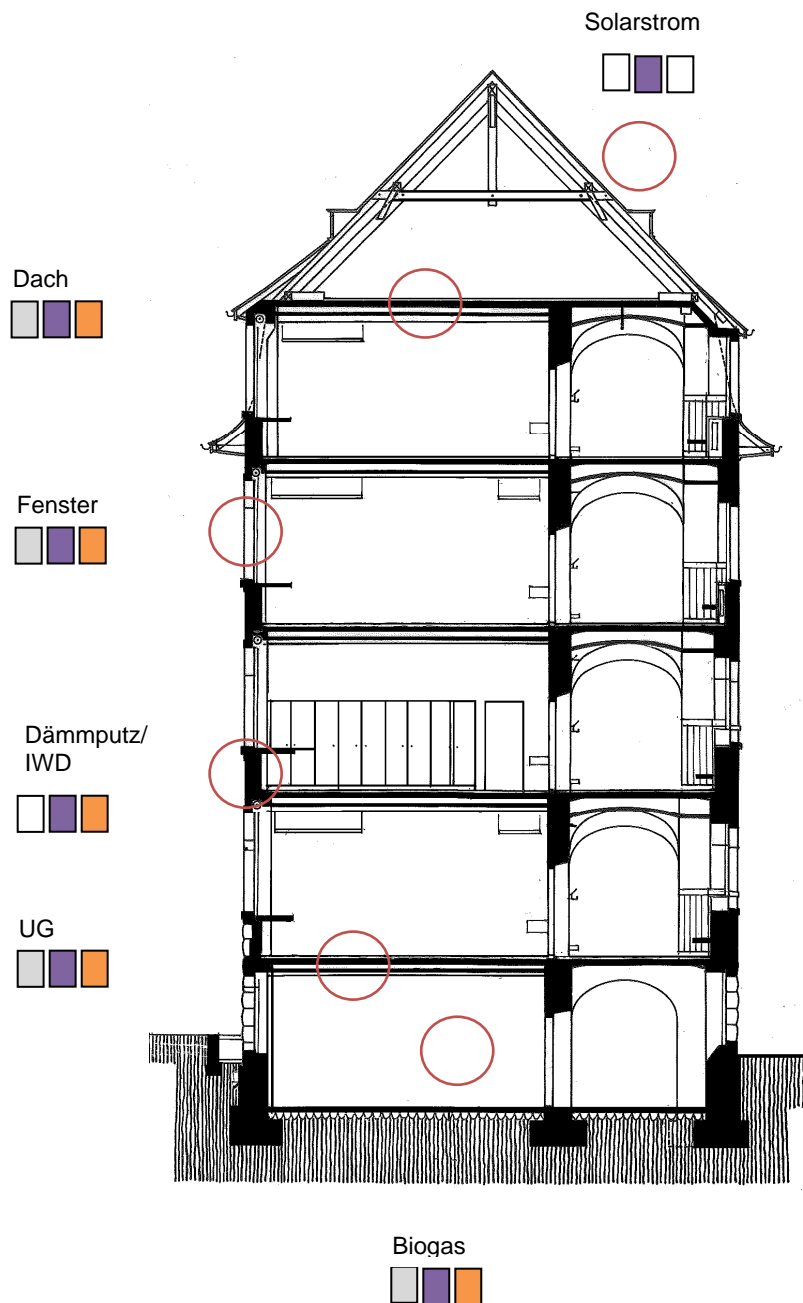 Solarstrom
Dach
Fenster
Dämmputz/
IWD
UG
Biogas